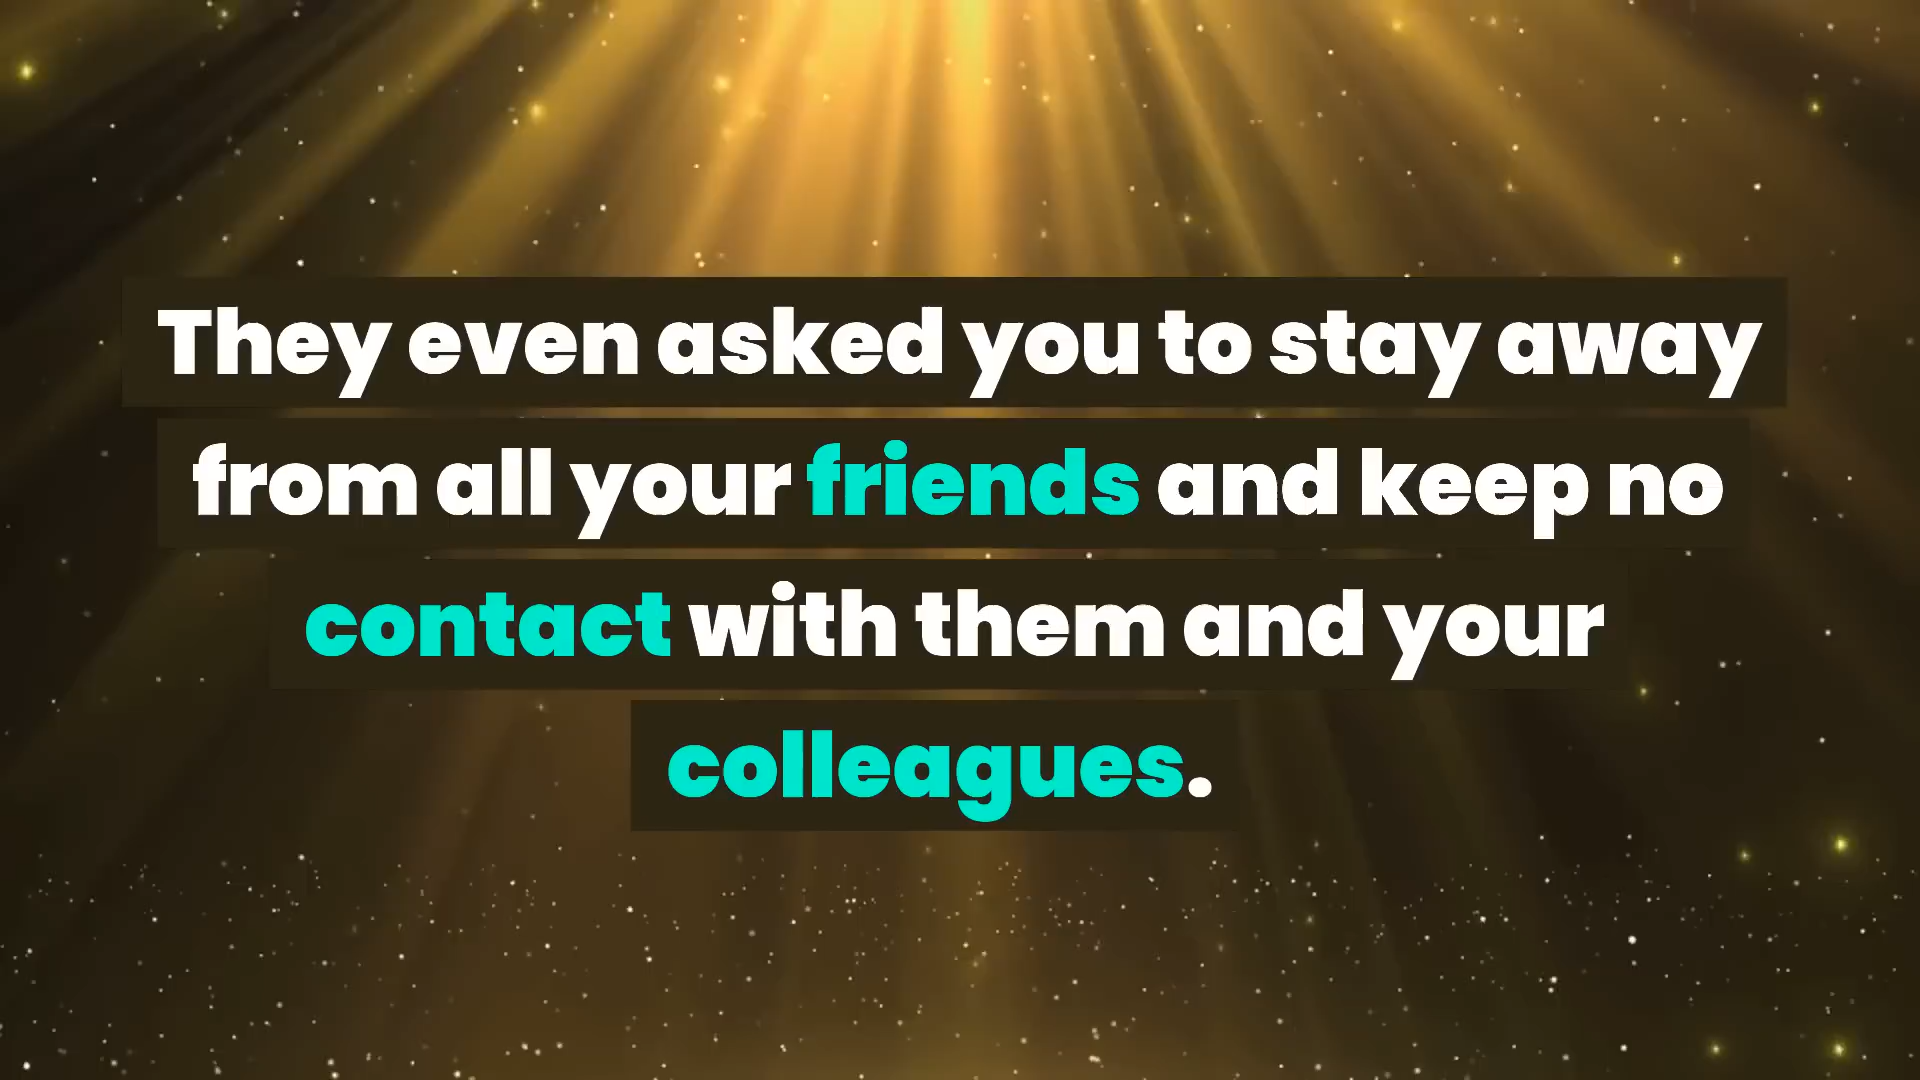 They even asked you to stay away
from all your friends and keep no
contact with them and your
colleagues.